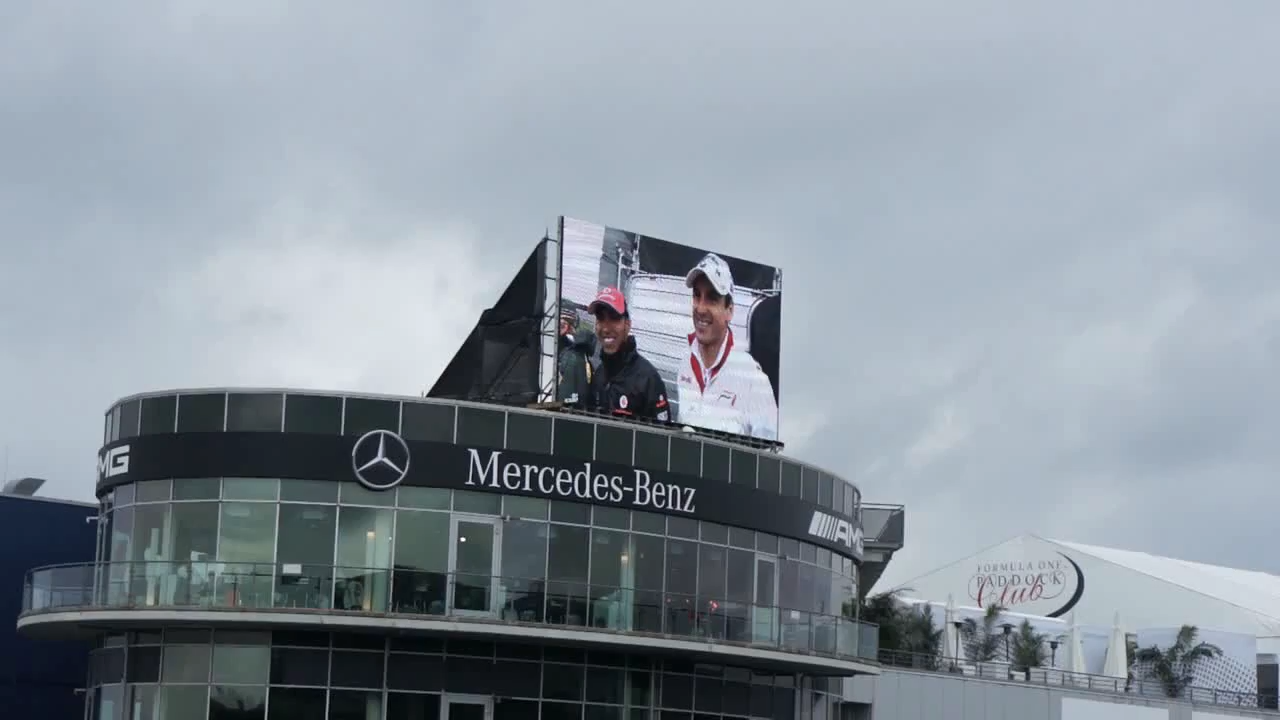 AMG
Mercedes-Benz
AMG
FORMULA ONE
PADDOCK
Club